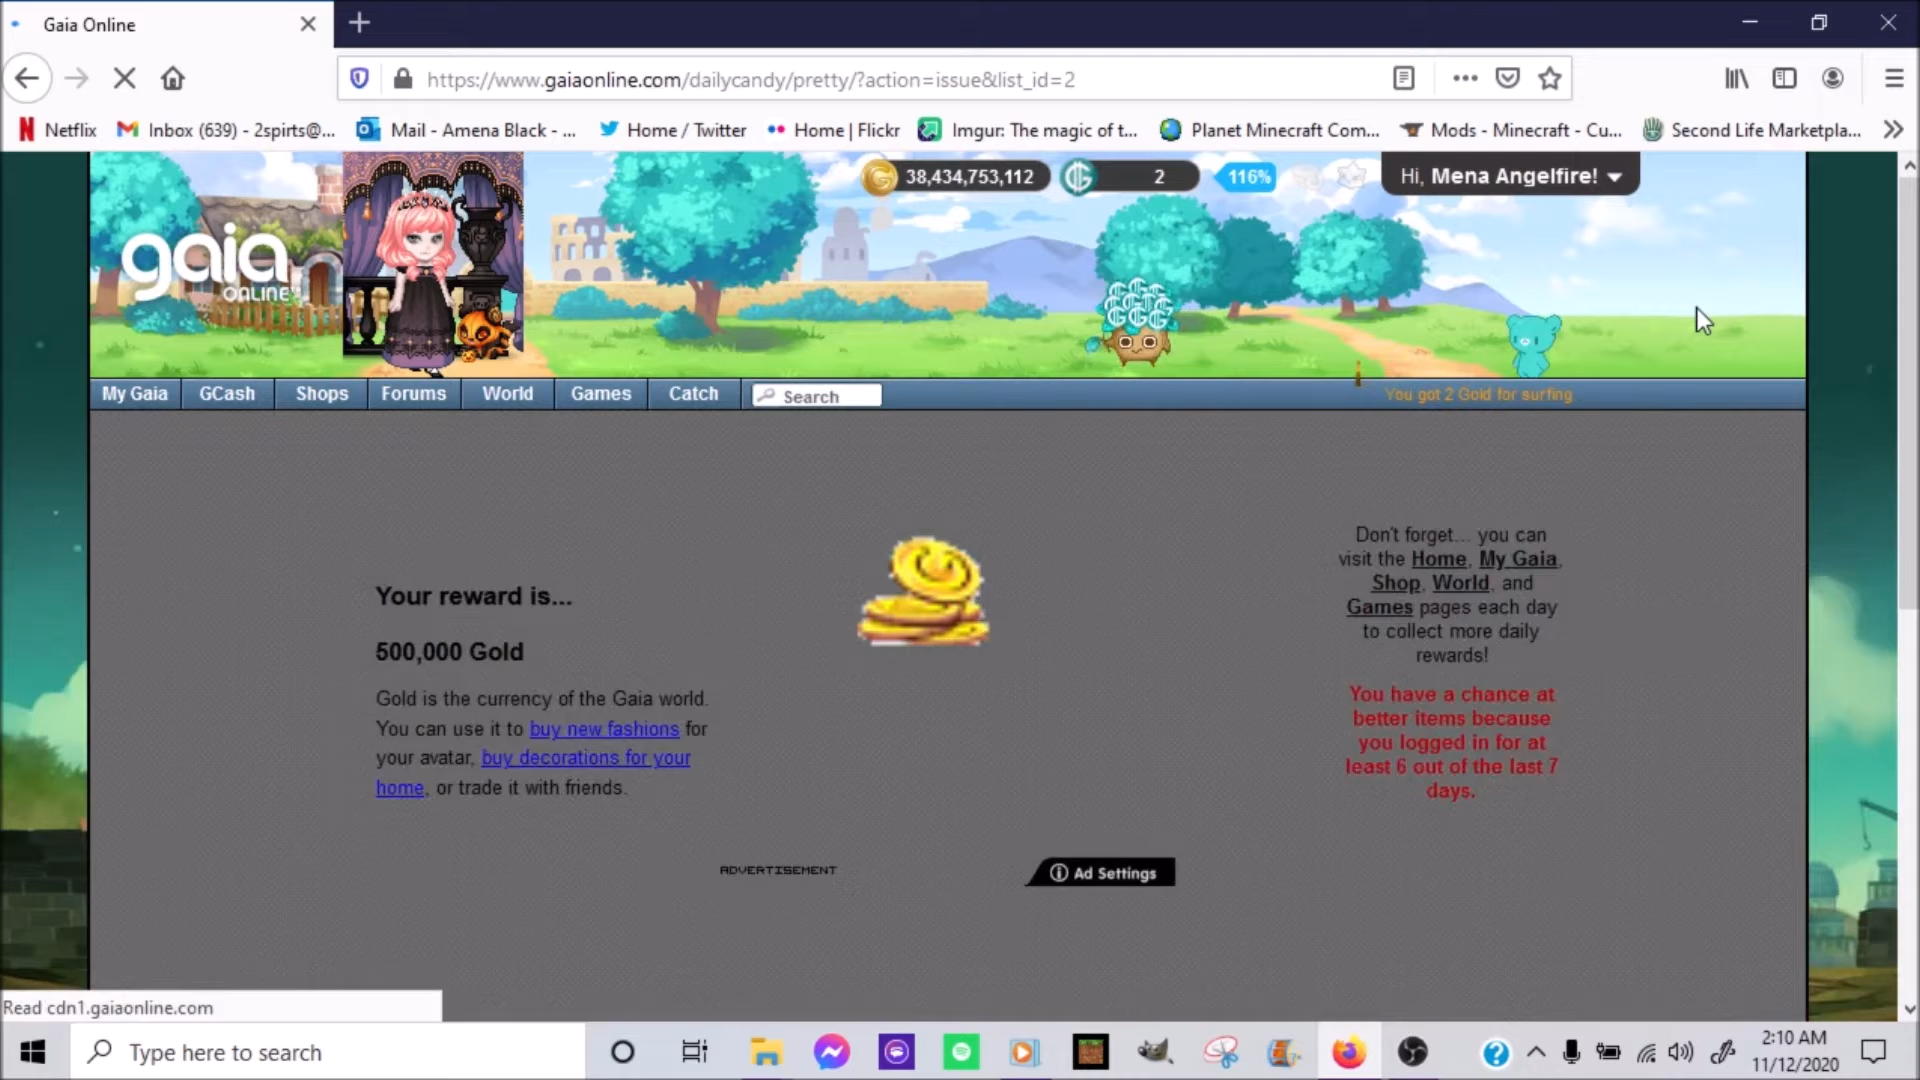 Gaia Online
https://www.gaiaonline.com/dailycandy/pretty/?action=issue&list_id=2
Netflix
Inbox (639) - 2spirts@...
Mail - Amena Black - ...
Home / Twitter
Home | Flickr
Imgur: The magic of t...
Planet Minecraft Com...
Mods - Minecraft - Cu...
Second Life Marketpla...
38,434,753,112
2
116%
Hi, Mena Angelfire!
gaia
ONLINE
My Gaia
GCash
Shops
Forums
World
Games
Catch
Search
You got 2 Gold for surfing
Your reward is...
500,000 Gold
Gold is the currency of the Gaia world.
You can use it to buy new fashions for
your avatar, buy decorations for your
home, or trade it with friends.
Don't forget... you can
visit the Home, My Gaia,
Shop, World, and
Games pages each day
to collect more daily
rewards!
You have a chance at
better items because
you logged in for at
least 6 out of the last 7
days.
ADVERTISEMENT
Ad Settings
Read cdn1.gaiaonline.com
Type here to search
2:10 AM
11/12/2020